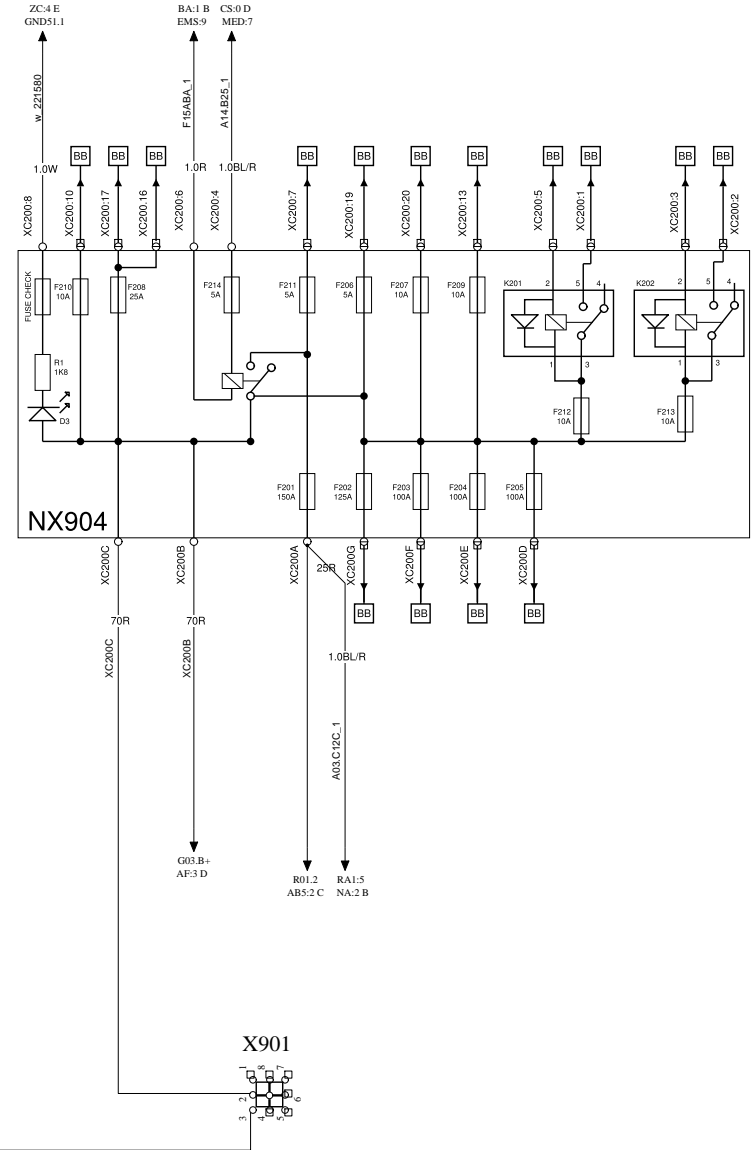 ZC:4 E
GND51.1
BA:1 B
EMS:9
CS:0 D
MED:7
w_221580
F15ABA_1
A14.B25_1
1.0W
1.0R
1.0BL/R
BB
BB
BB
BB
BB
BB
BB
BB
BB
BB
BB
XC200:8
XC200:10
XC200:17
XC200.16
XC200:6
XC200:4
XC200:7
XC200:19
XC200:20
XC200:13
XC200:5
XC200:1
XC200:3
XC200:2
FUSE CHECK
F210
10A
F208
25A
F214
5A
F211
5A
F206
5A
F207
10A
F209
10A
K201
2
5
4
1
3
K202
2
5
4
1
3
R1
1K8
D3
F212
10A
F213
10A
F201
150A
F202
125A
F203
100A
F204
100A
F205
100A
NX904
XC200C
XC200B
XC200A
XC200G
XC200F
XC200E
XC200D
25R
BB
BB
BB
BB
70R
70R
XC200C
XC200B
1.0BL/R
A03.C12C_1
G03.B+
AF:3 D
R01.2
AB5:2 C
RA1:5
NA:2 B
X901
1
8
7
2
6
3
4
5